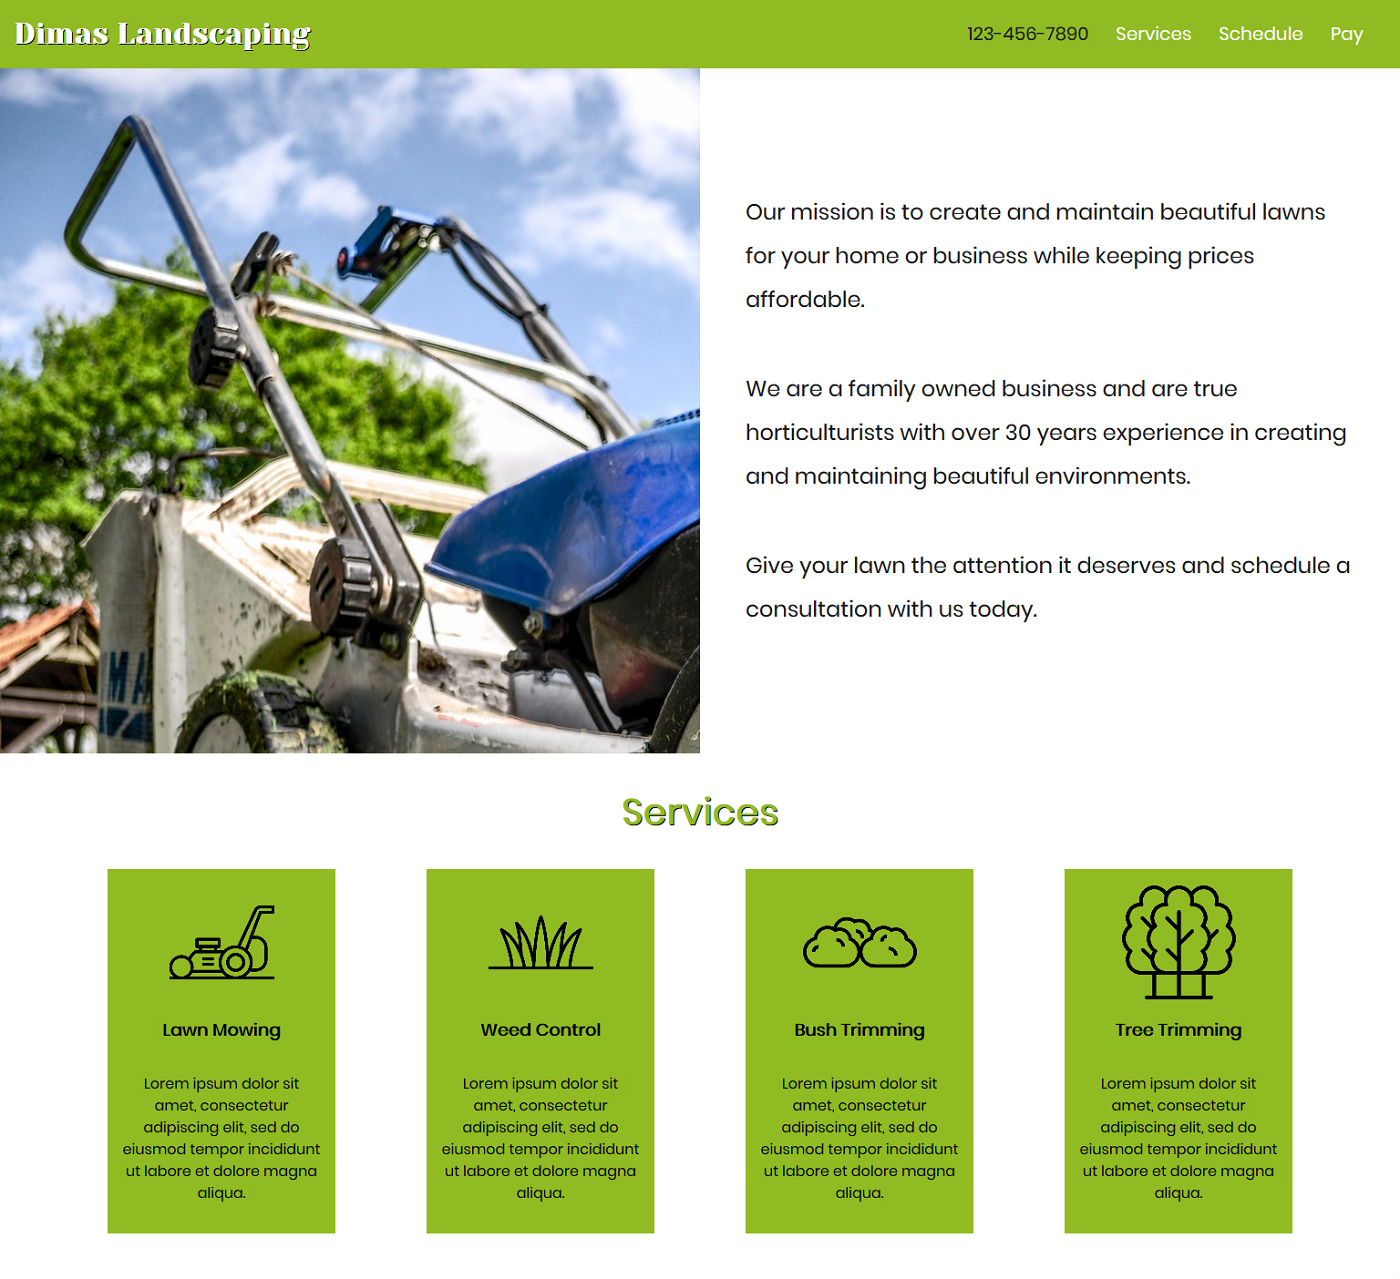 Dimas Landscaping
123-456-7890 Services Schedule Pay
Our mission is to create and maintain beautiful lawns
for your home or business while keeping prices
affordable.
We are a family owned business and are true
horticulturists with over 30 years experience in creating
and maintaining beautiful environments.
Give your lawn the attention it deserves and schedule a
consultation with us today.
Services
Lawn Mowing
Lorem ipsum dolor sit
amet, consectetur
adipiscing elit, sed do
eiusmod tempor incididunt
ut labore et dolore magna
aliqua.
Weed Control
Lorem ipsum dolor sit
amet, consectetur
adipiscing elit, sed do
eiusmod tempor incididunt
ut labore et dolore magna
aliqua.
Bush Trimming
Lorem ipsum dolor sit
amet, consectetur
adipiscing elit, sed do
eiusmod tempor incididunt
ut labore et dolore magna
aliqua.
Tree Trimming
Lorem ipsum dolor sit
amet, consectetur
adipiscing elit, sed do
eiusmod tempor incididunt
ut labore et dolore magna
aliqua.